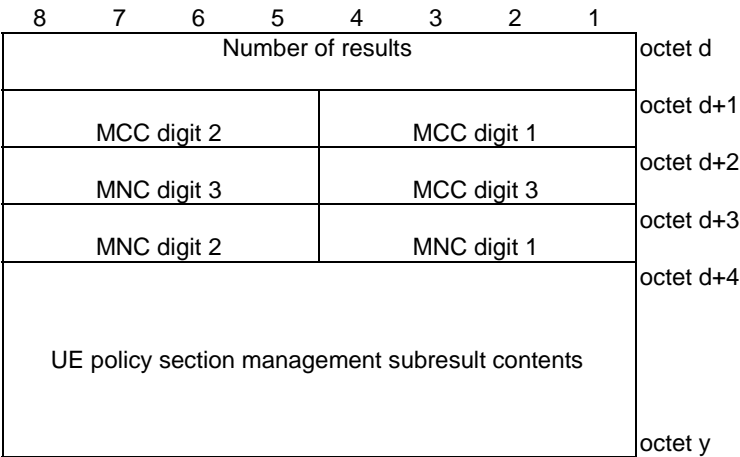 8 7 6 5 4 3 2 1
Number of results octet d
octet d+1
MCC digit 2 MCC digit 1
octet d+2
MNC digit 3 MCC digit 3
octet d+3
MNC digit 2 MNC digit 1
octet d+4
UE policy section management subresult contents
octet y